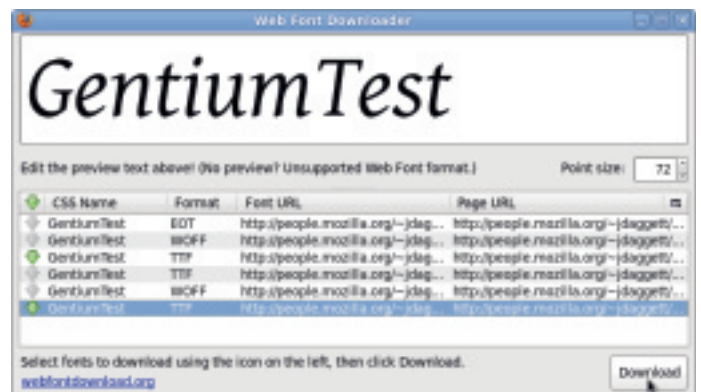 Web Font Downloader
GentiumTest
Edit the preview text above! (No preview? Unsupported Web Font format.) Point size: 72
CSS Name Format Font URL Page URL
GentiumTest EOT http://people.mozilla.org/~jdag... http://people.mozilla.org/~jdaggett/...
GentiumTest WOFF http://people.mozilla.org/~jdag... http://people.mozilla.org/~jdaggett/...
GentiumTest TTF http://people.mozilla.org/~jdag... http://people.mozilla.org/~jdaggett/...
GentiumTest TTF http://people.mozilla.org/~jdag... http://people.mozilla.org/~jdaggett/...
GentiumTest WOFF http://people.mozilla.org/~jdag... http://people.mozilla.org/~jdaggett/...
GentiumTest TTF http://people.mozilla.org/~jdag... http://people.mozilla.org/~jdaggett/...
Select fonts to download using the icon on the left, then click Download.
webfontdownload.org Download